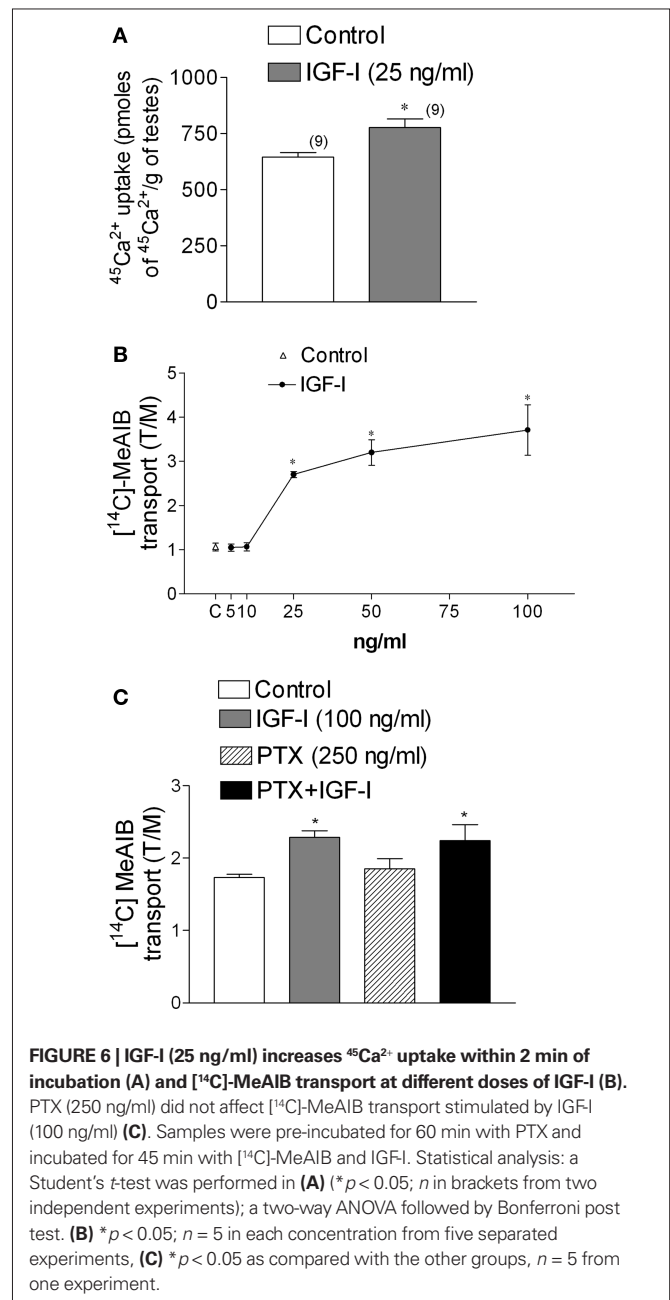 A
Control
IGF-I (25 ng/ml)
⁴⁵Ca²⁺ uptake (pmoles
of ⁴⁵Ca²⁺/g of testes)
1000
750
500
250
0
(9)
* (9)
B
Control
IGF-I
[¹⁴C]-MeAIB
transport (T/M)
5
4
3
2
1
0
*
*
*
C 5 10 25 50 75 100
ng/ml
C
Control
IGF-I (100 ng/ml)
PTX (250 ng/ml)
PTX+IGF-I
[¹⁴C] MeAIB
transport (T/M)
3
2
1
0
*
*
FIGURE 6 | IGF-I (25 ng/ml) increases ⁴⁵Ca²⁺ uptake within 2 min of
incubation (A) and [¹⁴C]-MeAIB transport at different doses of IGF-I (B).
PTX (250 ng/ml) did not affect [¹⁴C]-MeAIB transport stimulated by IGF-I
(100 ng/ml) (C). Samples were pre-incubated for 60 min with PTX and
incubated for 45 min with [¹⁴C]-MeAIB and IGF-I. Statistical analysis: a
Student's t-test was performed in (A) (*p < 0.05; n in brackets from two
independent experiments); a two-way ANOVA followed by Bonferroni post
test. (B) *p < 0.05; n = 5 in each concentration from five separated
experiments, (C) *p < 0.05 as compared with the other groups, n = 5 from
one experiment.